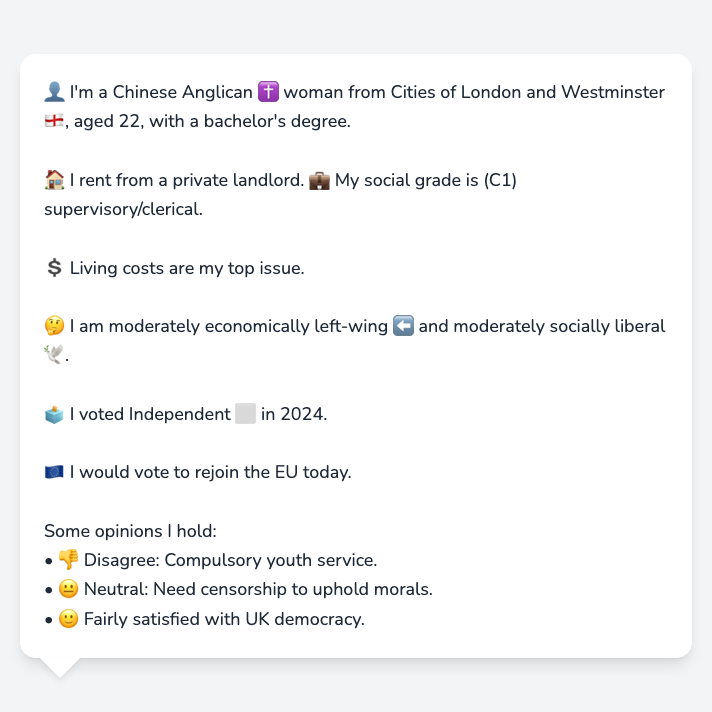 👤 I'm a Chinese Anglican ✝️ woman from Cities of London and Westminster
🏴󠁧󠁢󠁥󠁮󠁧󠁿, aged 22, with a bachelor's degree.
🏠 I rent from a private landlord. 💼 My social grade is (C1)
supervisory/clerical.
💲 Living costs are my top issue.
🤔 I am moderately economically left-wing ⬅️ and moderately socially liberal
🕊️.
🗳️ I voted Independent ⬜ in 2024.
🇪🇺 I would vote to rejoin the EU today.
Some opinions I hold:
• 👎 Disagree: Compulsory youth service.
• 😐 Neutral: Need censorship to uphold morals.
• 🙂 Fairly satisfied with UK democracy.